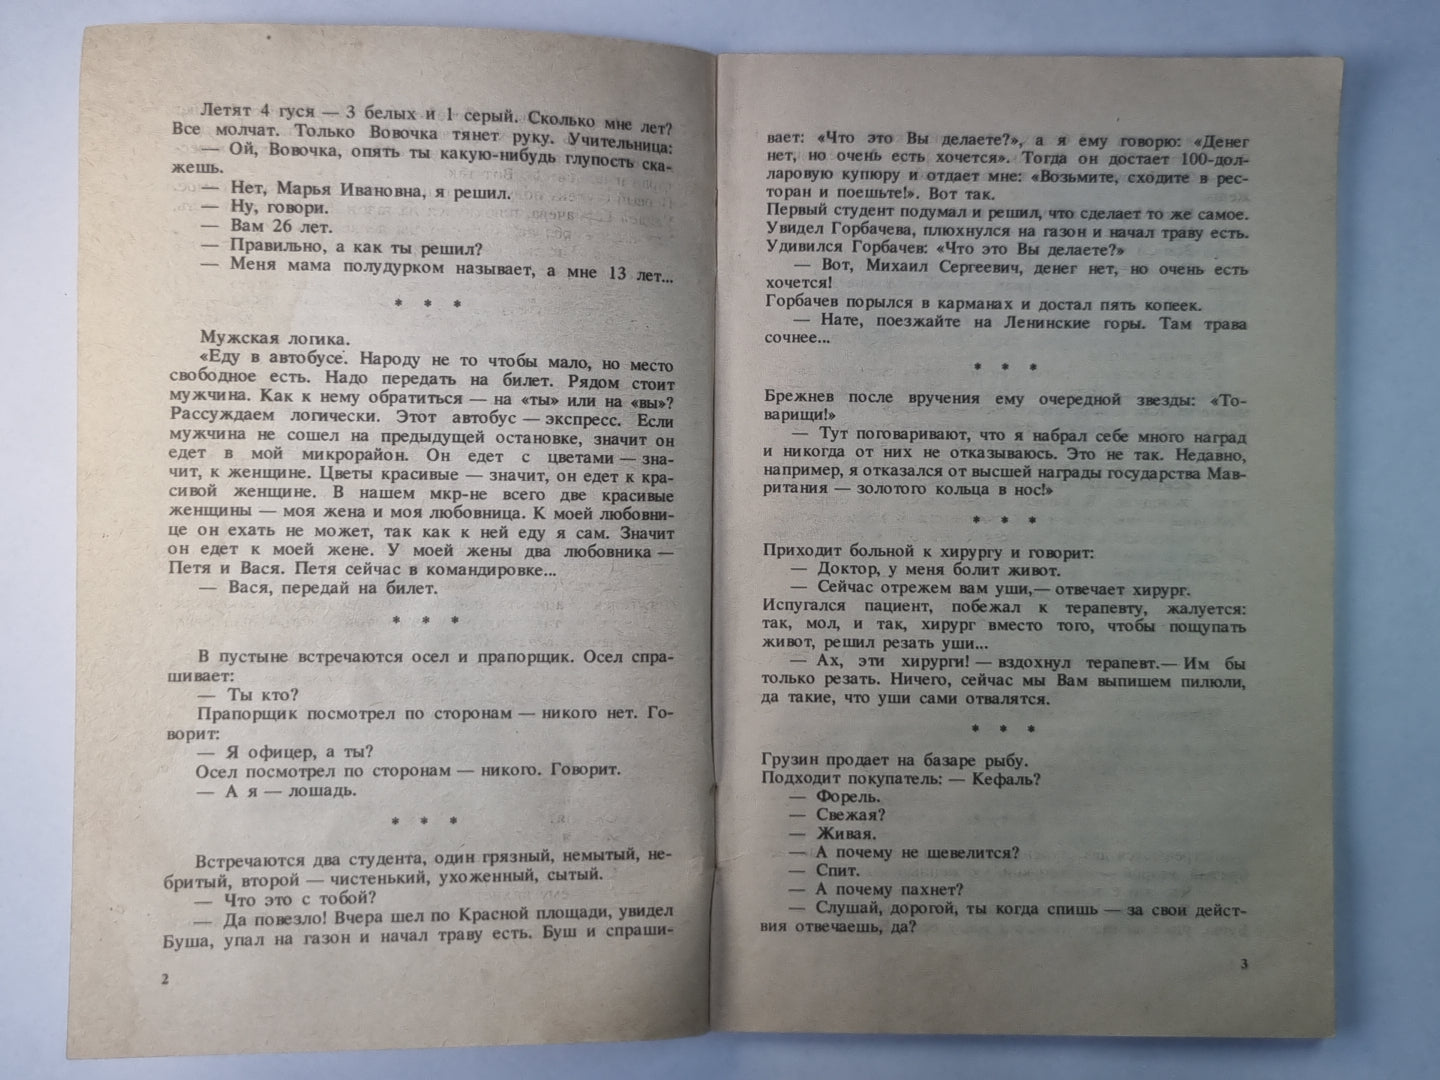 Летят 4 гуся — 3 белых и 1 серый. Сколько мне лет?
Все молчат. Только Вовочка тянет руку. Учительница:
— Ой, Вовочка, опять ты какую-нибудь глупость ска-
жешь.
— Нет, Марья Ивановна, я решил.
— Ну, говори.
— Вам 26 лет.
— Правильно, а как ты решил?
— Меня мама полудурком называет, а мне 13 лет...
* * *
Мужская логика.
«Еду в автобусе. Народу не то чтобы мало, но место
свободное есть. Надо передать на билет. Рядом стоит
мужчина. Как к нему обратиться — на «ты» или на «вы»?
Рассуждаем логически. Этот автобус — экспресс. Если
мужчина не сошел на предыдущей остановке, значит он
едет в мой микрорайон. Он едет с цветами — зна-
чит, к женщине. Цветы красивые — значит, он едет к кра-
сивой женщине. В нашем мкр-не всего две красивые
женщины — моя жена и моя любовница. К моей любовни-
це он ехать не может, так как к ней еду я сам. Значит
он едет к моей жене. У моей жены два любовника —
Петя и Вася. Петя сейчас в командировке...
— Вася, передай на билет.
* * *
В пустыне встречаются осел и прапорщик. Осел спра-
шивает:
— Ты кто?
Прапорщик посмотрел по сторонам — никого нет. Го-
ворит:
— Я офицер, а ты?
Осел посмотрел по сторонам — никого. Говорит.
— А я — лошадь.
* * *
Встречаются два студента, один грязный, немытый, не-
бритый, второй — чистенький, ухоженный, сытый.
— Что это с тобой?
— Да повезло! Вчера шел по Красной площади, увидел
Буша, упал на газон и начал траву есть. Буш и спраши-
2
вает: «Что это Вы делаете?», а я ему говорю: «Денег
нет, но очень есть хочется». Тогда он достает 100-дол-
ларовую купюру и отдает мне: «Возьмите, сходите в рес-
торан и поешьте!». Вот так.
Первый студент подумал и решил, что сделает то же самое.
Увидел Горбачева, плюхнулся на газон и начал траву есть.
Удивился Горбачев: «Что это Вы делаете?»
— Вот, Михаил Сергеевич, денег нет, но очень есть
хочется!
Горбачев порылся в карманах и достал пять копеек.
— Нате, поезжайте на Ленинские горы. Там трава
сочнее...
* * *
Брежнев после вручения ему очередной звезды: «То-
варищи!»
— Тут поговаривают, что я набрал себе много наград
и никогда от них не отказываюсь. Это не так. Недавно,
например, я отказался от высшей награды государства Мав-
ритания — золотого кольца в нос!»
* * *
Приходит больной к хирургу и говорит:
— Доктор, у меня болит живот.
— Сейчас отрежем вам уши,— отвечает хирург.
Испугался пациент, побежал к терапевту, жалуется:
так, мол, и так, хирург вместо того, чтобы пощупать
живот, решил резать уши...
— Ах, эти хирурги! — вздохнул терапевт.— Им бы
только резать. Ничего, сейчас мы Вам выпишем пилюли,
да такие, что уши сами отвалятся.
* * *
Грузин продает на базаре рыбу.
Подходит покупатель: — Кефаль?
— Форель.
— Свежая?
— Живая.
— А почему не шевелится?
— Спит.
— А почему пахнет?
— Слушай, дорогой, ты когда спишь — за свои дейст-
вия отвечаешь, да?
3